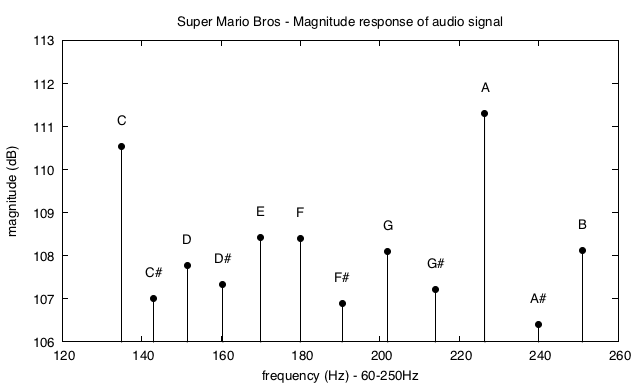 Super Mario Bros - Magnitude response of audio signal
113
112
111
110
109
108
107
106
magnitude (dB)
C
C#
D
D#
E
F
F#
G
G#
A
A#
B
120 140 160 180 200 220 240 260
frequency (Hz) - 60-250Hz